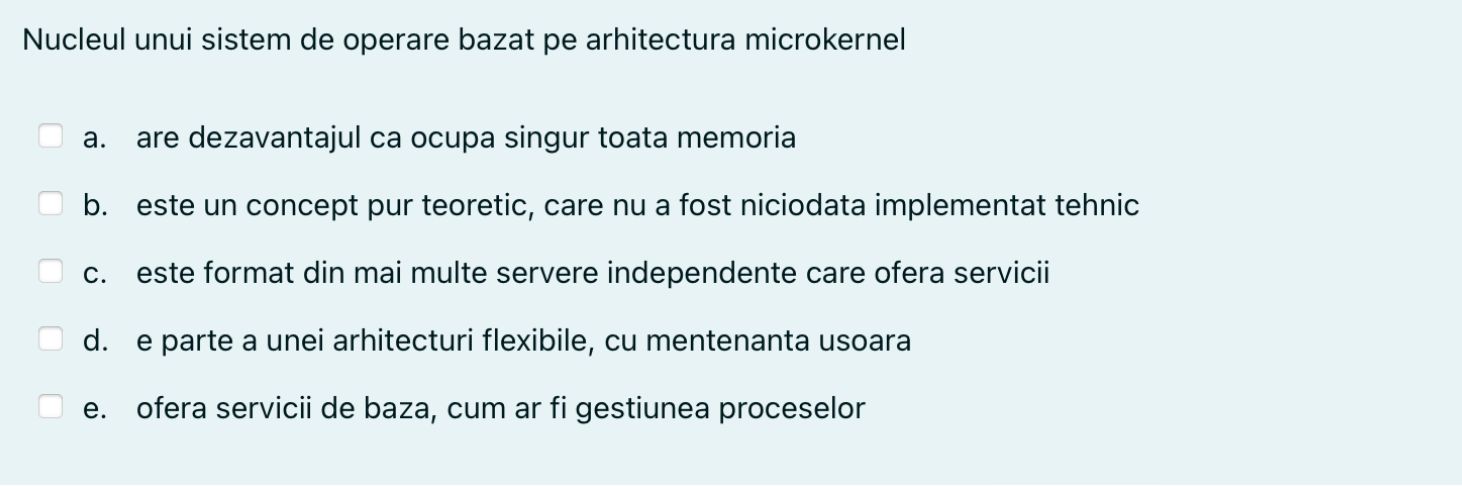 Nucleul unui sistem de operare bazat pe arhitectura microkernel
a. are dezavantajul ca ocupa singur toata memoria
b. este un concept pur teoretic, care nu a fost niciodata implementat tehnic
c. este format din mai multe servere independente care ofera servicii
d. e parte a unei arhitecturi flexibile, cu mentenanta usoara
e. ofera servicii de baza, cum ar fi gestiunea proceselor